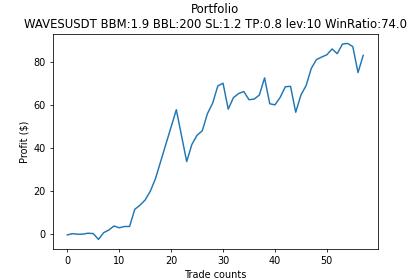 Portfolio
WAVESUSDT BBM:1.9 BBL:200 SL:1.2 TP:0.8 lev:10 WinRatio:74.0
80
60
40
20
0
Profit ($)
0 10 20 30 40 50
Trade counts